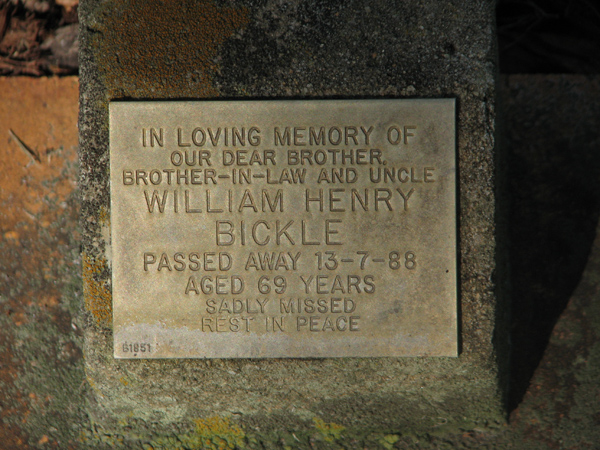 IN LOVING MEMORY OF
OUR DEAR BROTHER,
BROTHER-IN-LAW AND UNCLE
WILLIAM HENRY
BICKLE
PASSED AWAY 13-7-88
AGED 69 YEARS
SADLY MISSED
REST IN PEACE
61851